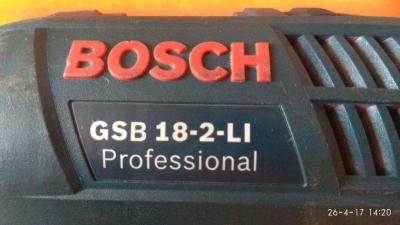 BOSCH
GSB 18-2-LI
Professional
26-4-17 14:20